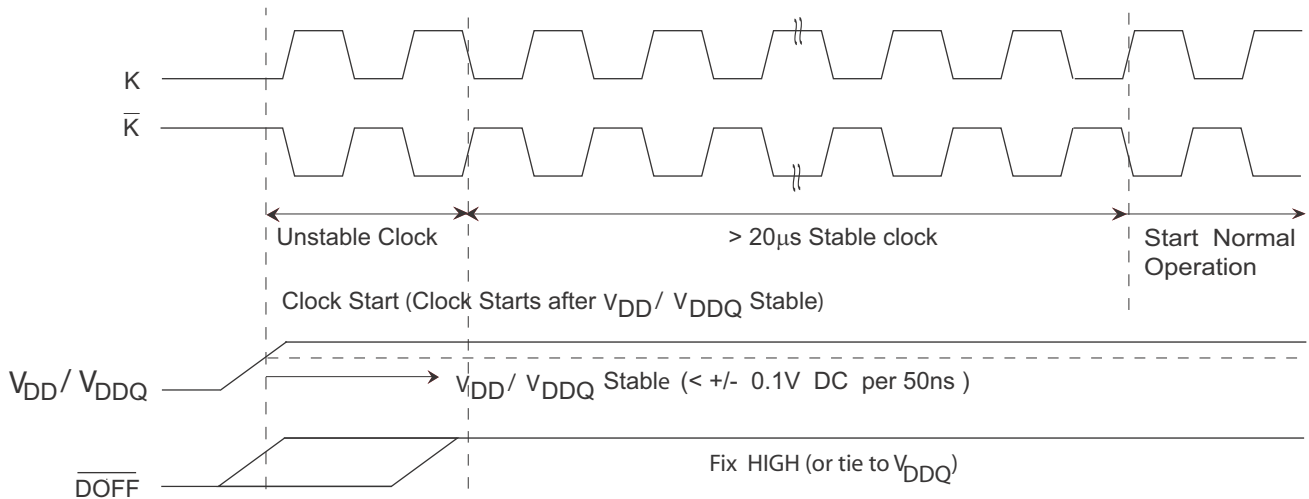 K
K̅
Unstable Clock
> 20μs Stable clock
Start Normal
Operation
Clock Start (Clock Starts after VDD / VDDQ Stable)
VDD / VDDQ
VDD / VDDQ Stable (< +/- 0.1V DC per 50ns )
D̅O̅F̅F̅
Fix HIGH (or tie to VDDQ)